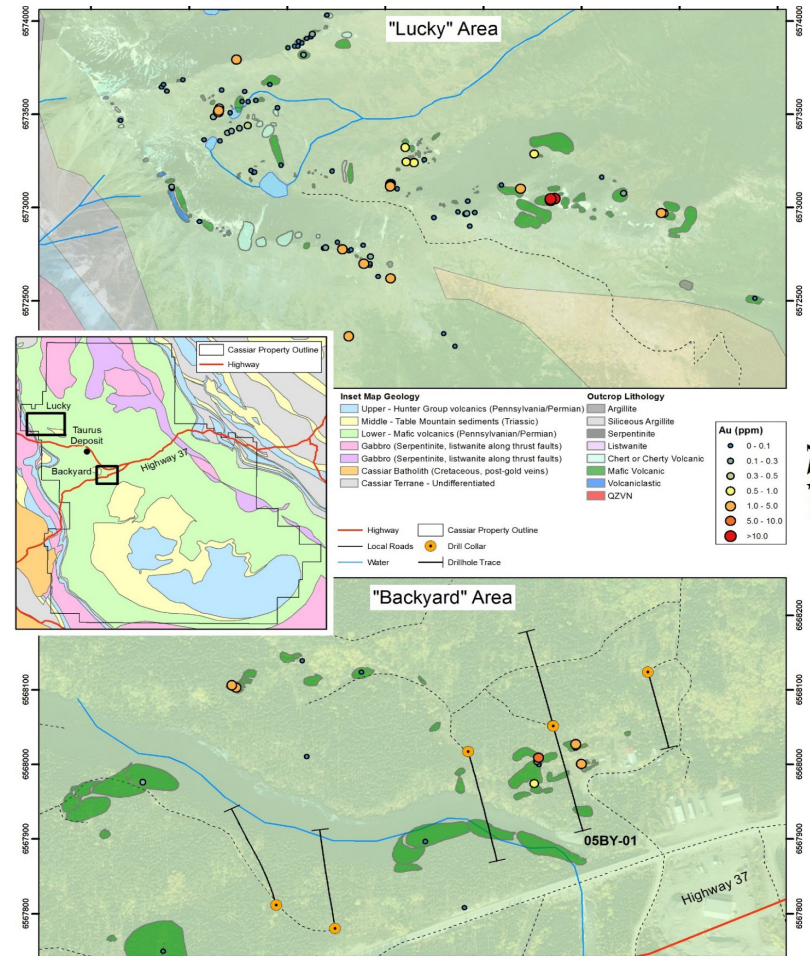 "Lucky" Area
6574000
6574000
6573500
6573500
6573000
6573000
6572500
6572500
Cassiar Property Outline
Highway
Lucky
Taurus
Deposit
Backyard
Highway 37
Inset Map Geology
Upper - Hunter Group volcanics (Pennsylvania/Permian)
Middle - Table Mountain sediments (Triassic)
Lower - Mafic volcanics (Pennsylvania/Permian)
Gabbro (Serpentinite, listwanite along thrust faults)
Gabbro (Serpentinite, listwanite along thrust faults)
Cassiar Batholith (Cretaceous, post-gold veins)
Cassiar Terrane - Undifferentiated
Outcrop Lithology
Argillite
Siliceous Argillite
Serpentinite
Listwanite
Chert or Cherty Volcanic
Mafic Volcanic
Volcaniclastic
QZVN
Highway
Local Roads
Water
Cassiar Property Outline
Drill Collar
Drillhole Trace
Au (ppm)
0 - 0.1
0.1 - 0.3
0.3 - 0.5
0.5 - 1.0
1.0 - 5.0
5.0 - 10.0
>10.0
"Backyard" Area
6568200
6568100
6568100
6568000
6568000
6567900
6567900
6567800
6567800
05BY-01
Highway 37